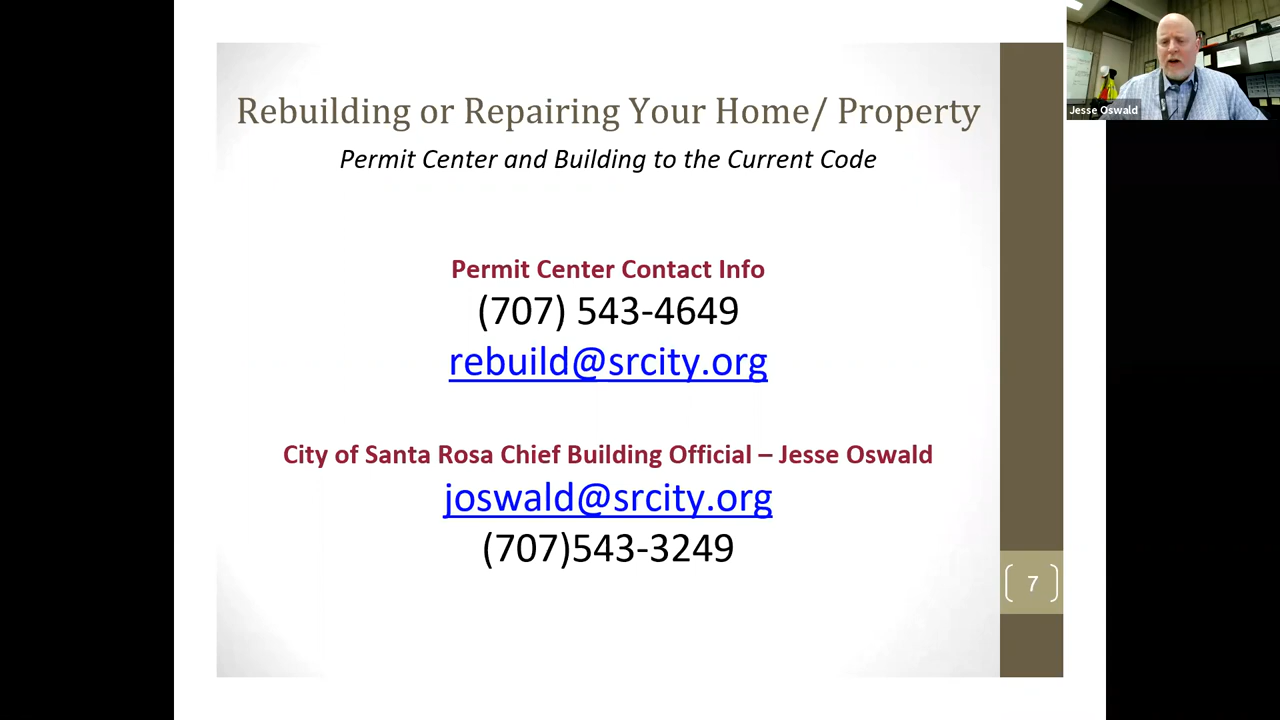 Rebuilding or Repairing Your Home/ Property
Permit Center and Building to the Current Code
Permit Center Contact Info
(707) 543-4649
rebuild@srcity.org
City of Santa Rosa Chief Building Official – Jesse Oswald
joswald@srcity.org
(707)543-3249
7
Jesse Oswald